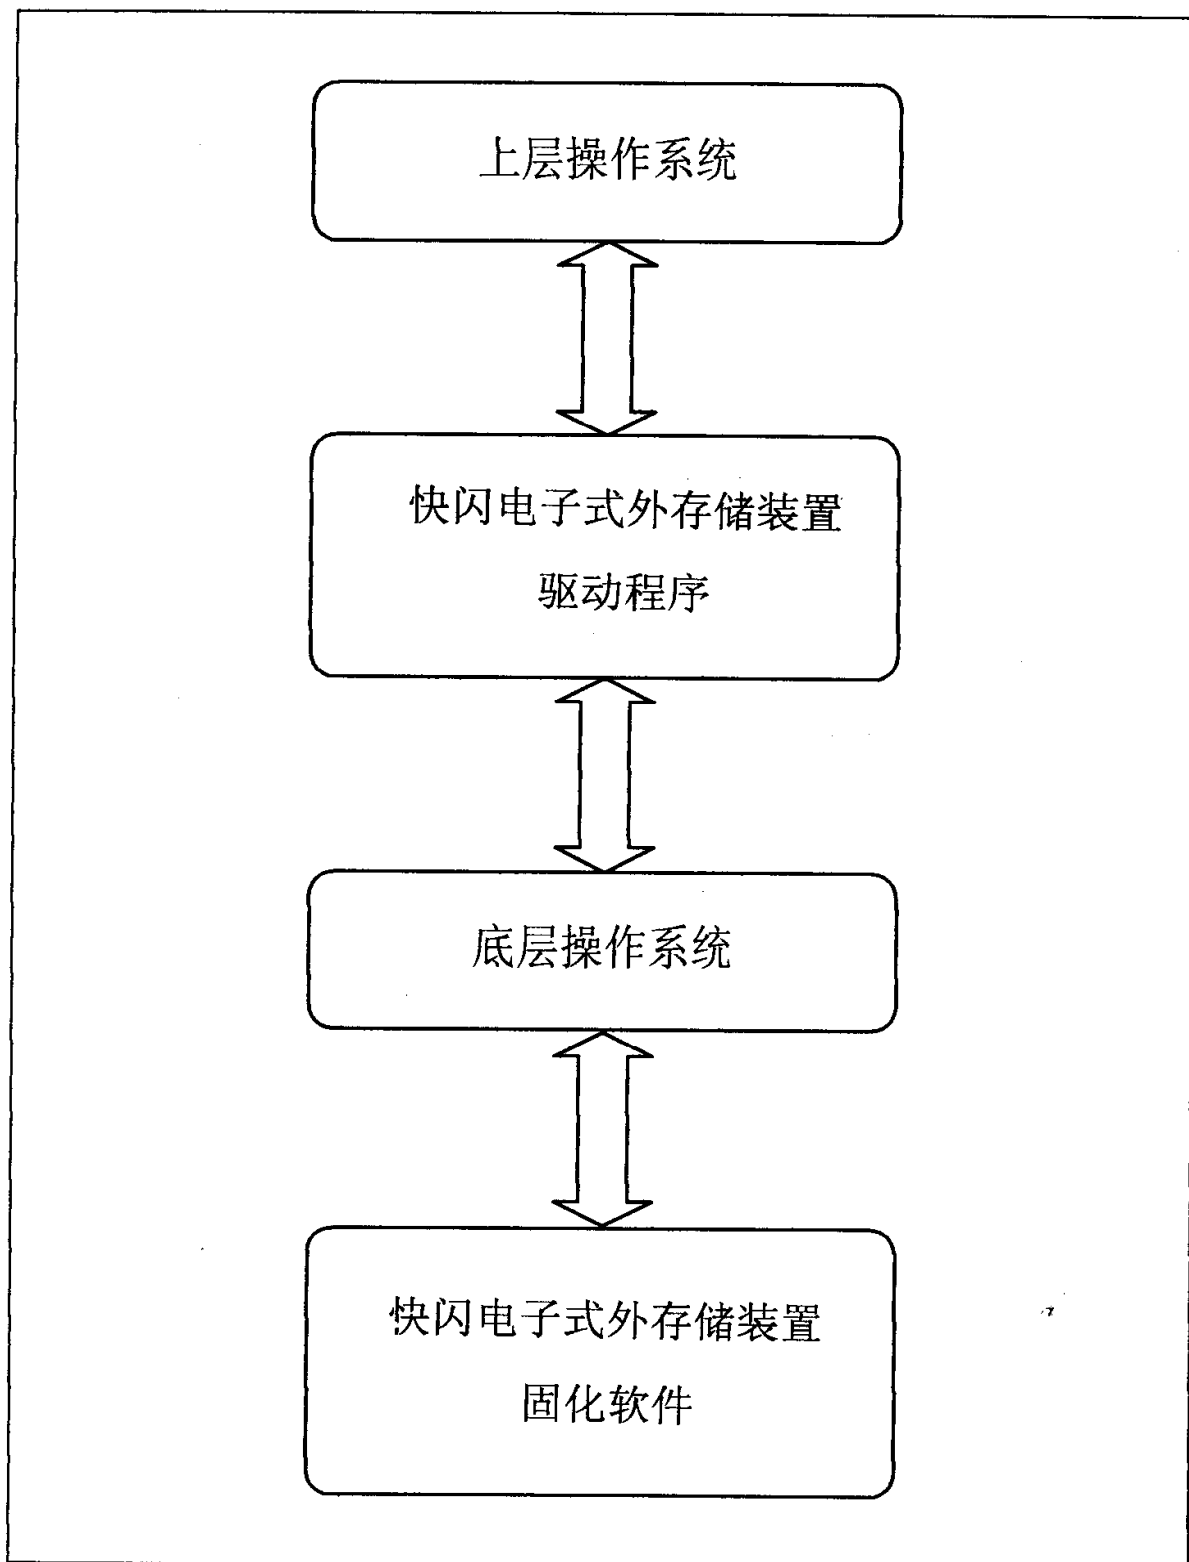 上层操作系统
快闪电子式外存储装置
驱动程序
底层操作系统
快闪电子式外存储装置
固化软件